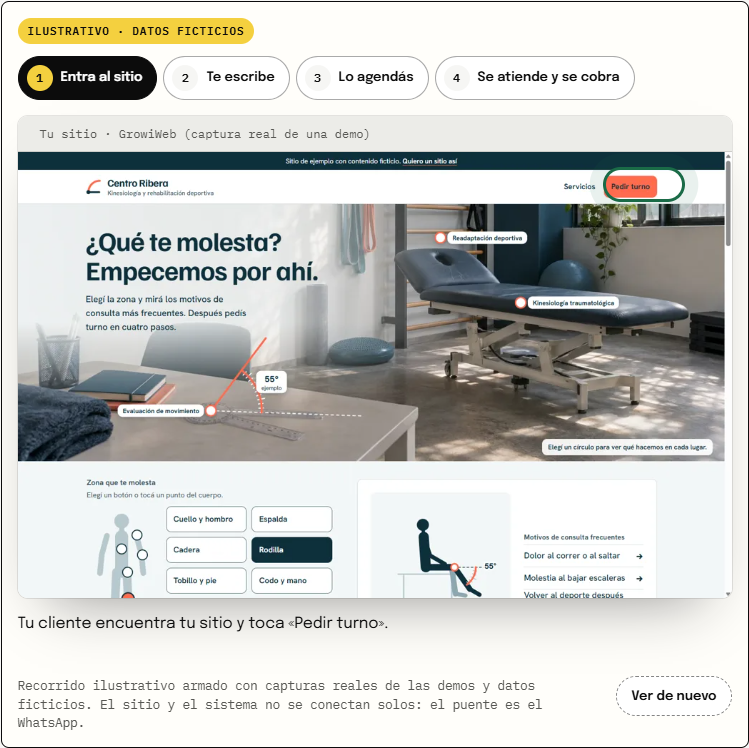 ILUSTRATIVO · DATOS FICTICIOS
1 Entra al sitio
2 Te escribe
3 Lo agendás
4 Se atiende y se cobra
Tu sitio · GrowiWeb (captura real de una demo)
Sitio de ejemplo con contenido ficticio. Quiero un sitio así
Centro Ribera
Kinesiología y rehabilitación deportiva
Servicios
Pedir turno
¿Qué te molesta?
Empecemos por ahí.
Elegí la zona y mirá los motivos de
consulta más frecuentes. Después pedís
turno en cuatro pasos.
Readaptación deportiva
Kinesiología traumatológica
55°
ejemplo
Evaluación de movimiento
Elegí un círculo para ver qué hacemos en cada lugar.
Zona que te molesta
Elegí un botón o tocá un punto del cuerpo.
Cuello y hombro
Espalda
Cadera
Rodilla
Tobillo y pie
Codo y mano
55°
Motivos de consulta frecuentes
Dolor al correr o al saltar →
Molestia al bajar escaleras →
Volver al deporte después
Tu cliente encuentra tu sitio y toca «Pedir turno».
Recorrido ilustrativo armado con capturas reales de las demos y datos
ficticios. El sitio y el sistema no se conectan solos: el puente es el
WhatsApp.
Ver de nuevo